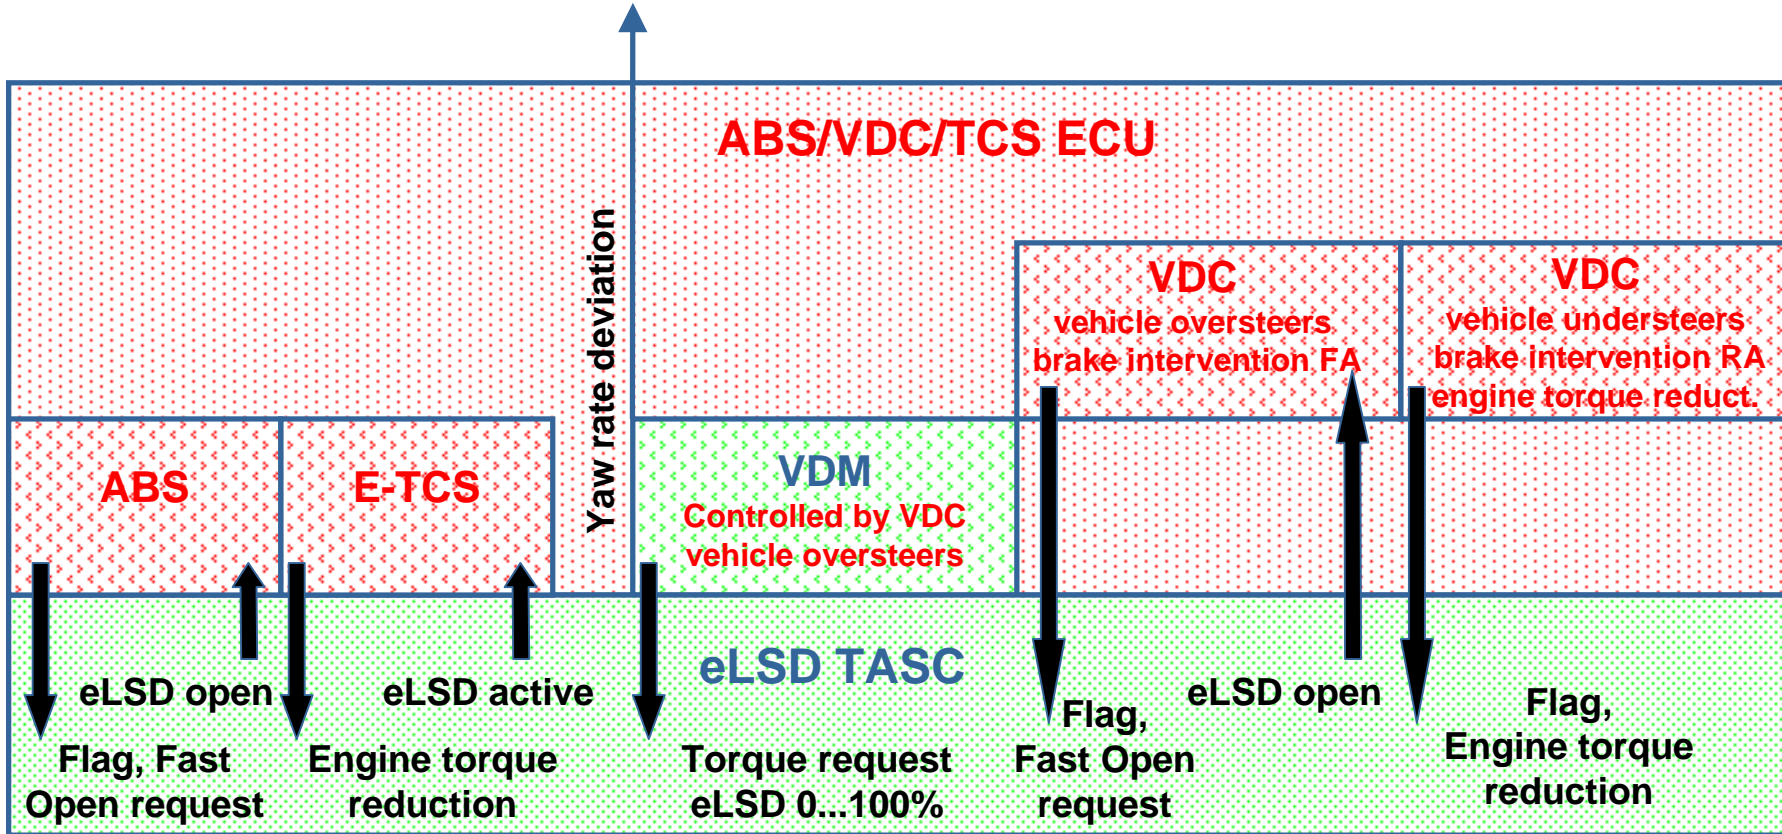 ABS/VDC/TCS ECU
Yaw rate deviation
VDC
vehicle oversteers
brake intervention FA
VDC
vehicle understeers
brake intervention RA
engine torque reduct.
ABS
E-TCS
VDM
Controlled by VDC
vehicle oversteers
eLSD TASC
eLSD open
eLSD active
eLSD open
Flag, Fast
Open request
Engine torque
reduction
Torque request
eLSD 0...100%
Flag,
Fast Open
request
Flag,
Engine torque
reduction